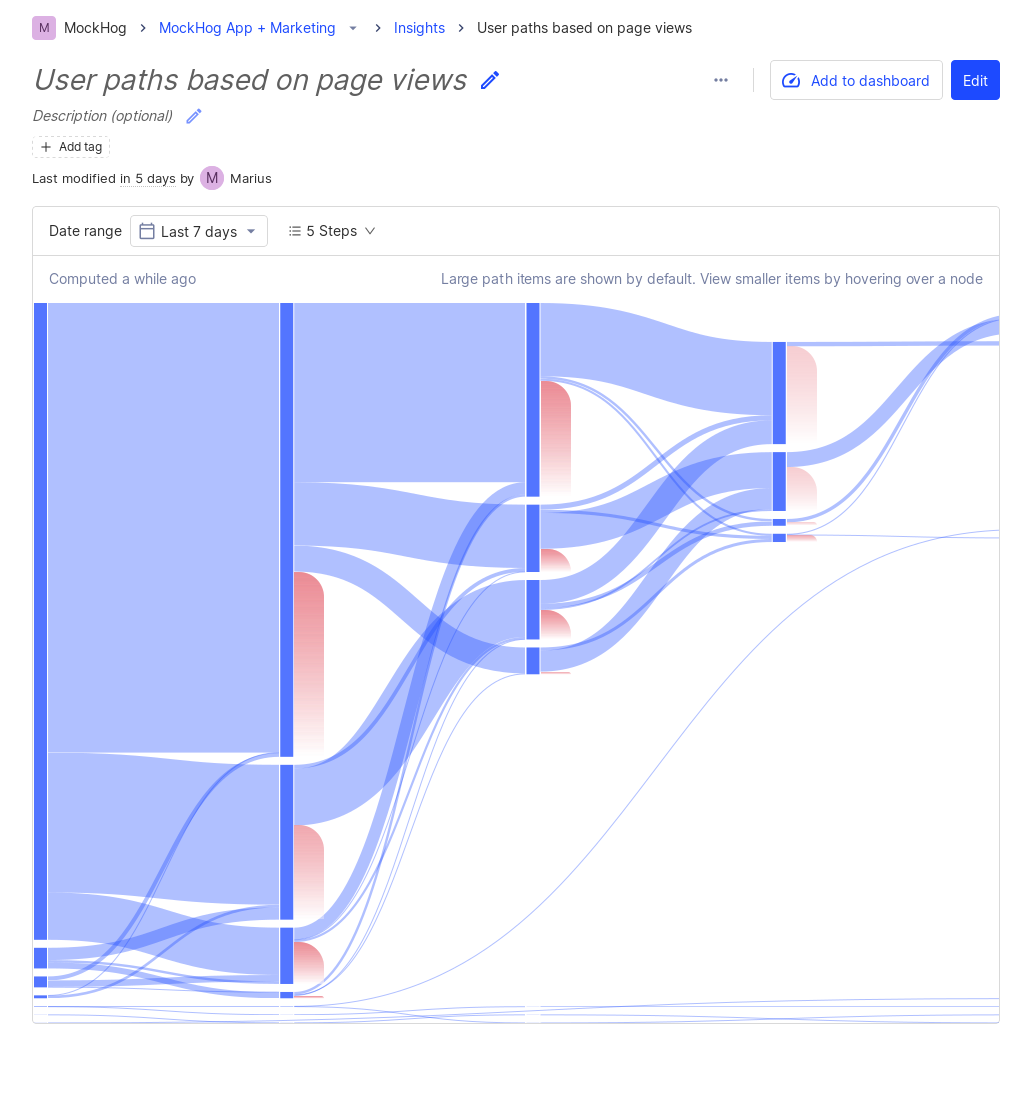 M MockHog MockHog App + Marketing Insights User paths based on page views
User paths based on page views
Add to dashboard Edit
Description (optional)
Add tag
Last modified in 5 days by M Marius
Date range Last 7 days 5 Steps
Computed a while ago Large path items are shown by default. View smaller items by hovering over a node